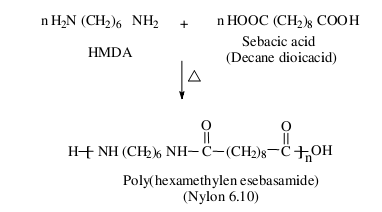 n H₂N (CH₂)₆ NH₂ + n HOOC (CH₂)₈ COOH
HMDA
Sebacic acid
(Decane dioicacid)
△
O O
H NH (CH₂)₆ NH—C—(CH₂)₈—C n OH
Poly(hexamethylen esebasamide)
(Nylon 6.10)